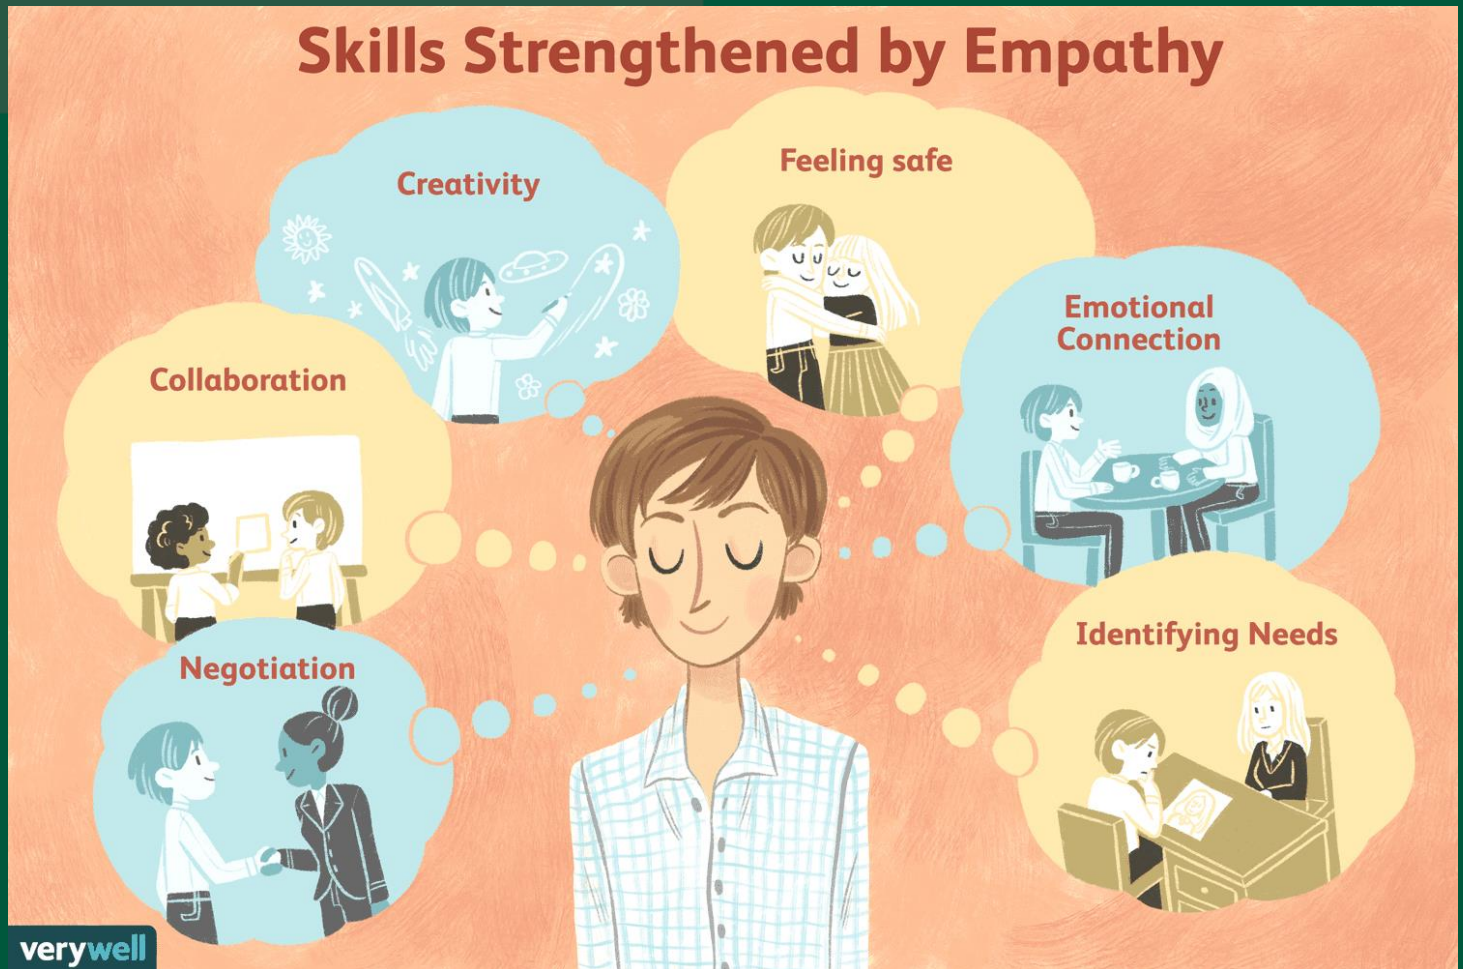 Skills Strengthened by Empathy
Creativity
Feeling safe
Emotional
Connection
Collaboration
Identifying Needs
Negotiation
verywell